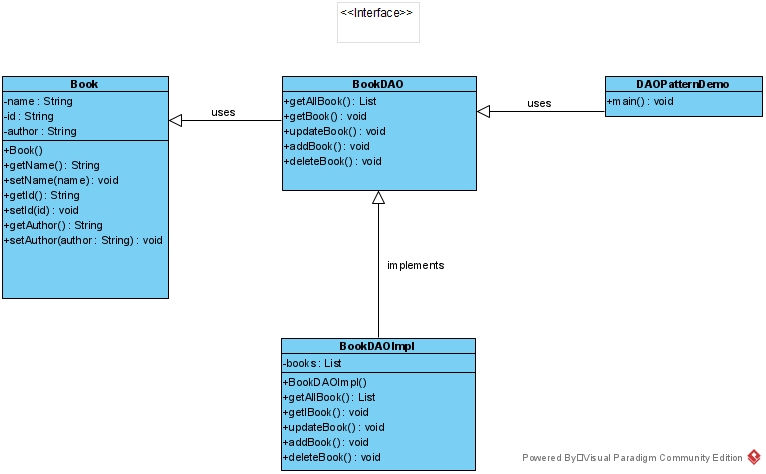 <<Interface>>
Book
-name : String
-id : String
-author : String
+Book()
+getName() : String
+setName(name) : void
+getId() : String
+setId(id) : void
+getAuthor() : String
+setAuthor(author : String) : void
uses
BookDAO
+getAllBook() : List
+getBook() : void
+updateBook() : void
+addBook() : void
+deleteBook() : void
uses
DAOPatternDemo
+main() : void
implements
BookDAOImpl
-books : List
+BookDAOImpl()
+getAllBook() : List
+getlBook() : void
+updateBook() : void
+addBook() : void
+deleteBook() : void
Powered By Visual Paradigm Community Edition